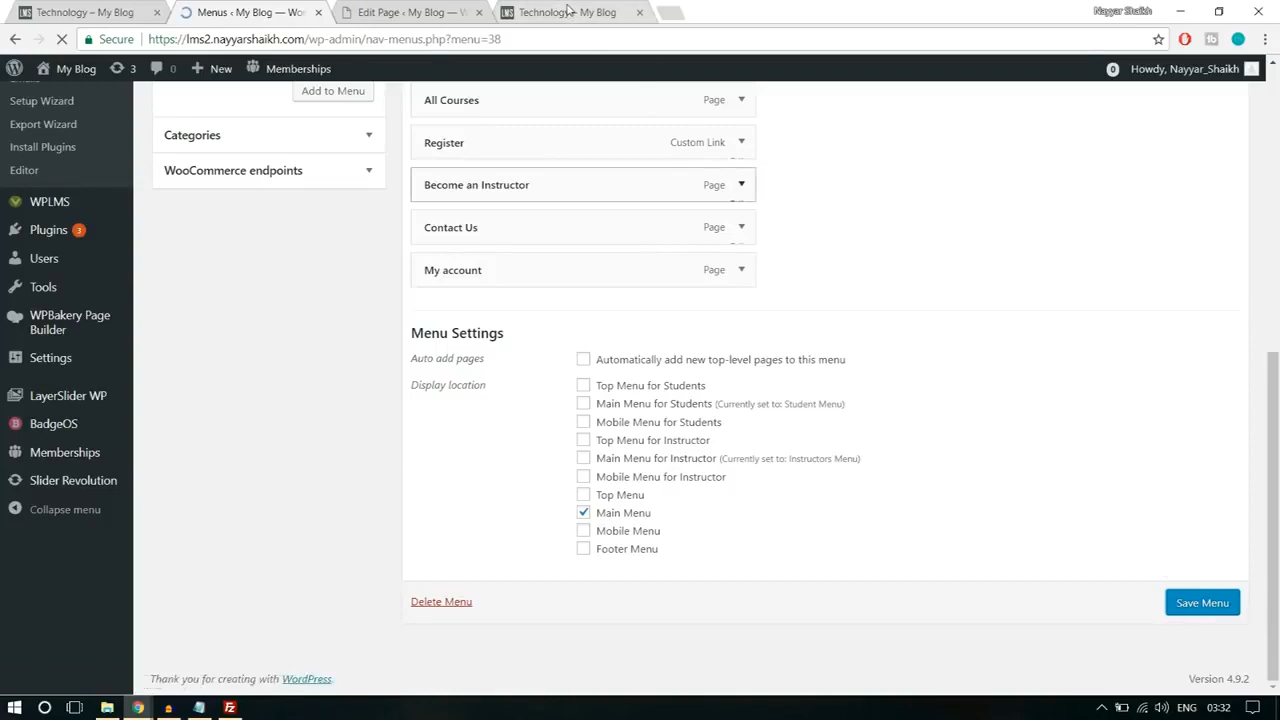 Technology – My Blog
Menus ‹ My Blog — Wor
Edit Page ‹ My Blog — W
Technology – My Blog
Nayyar Shaikh
Secure
https://lms2.nayyarshaikh.com/wp-admin/nav-menus.php?menu=38
My Blog
3
0
New
Memberships
0
Howdy, Nayyar_Shaikh
Setup Wizard
Export Wizard
Install Plugins
Editor
WPLMS
Plugins 3
Users
Tools
WPBakery Page
Builder
Settings
LayerSlider WP
BadgeOS
Memberships
Slider Revolution
Collapse menu
Add to Menu
Categories
WooCommerce endpoints
All Courses Page
Register Custom Link
Become an Instructor Page
Contact Us Page
My account Page
Menu Settings
Auto add pages
Automatically add new top-level pages to this menu
Display location
Top Menu for Students
Main Menu for Students (Currently set to: Student Menu)
Mobile Menu for Students
Top Menu for Instructor
Main Menu for Instructor (Currently set to: Instructors Menu)
Mobile Menu for Instructor
Top Menu
Main Menu
Mobile Menu
Footer Menu
Delete Menu
Save Menu
Thank you for creating with WordPress.
Version 4.9.2
ENG
03:32